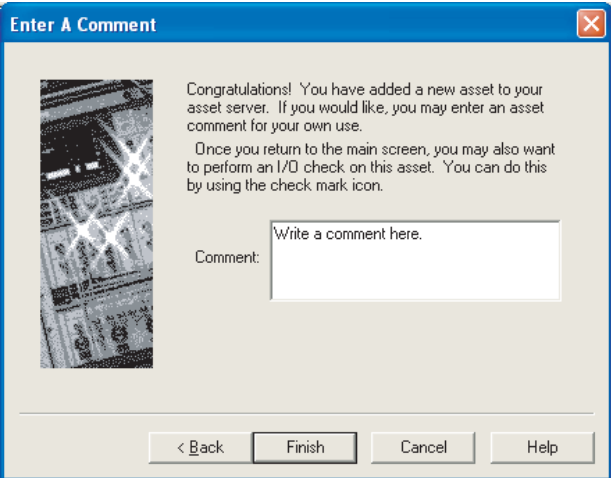 Enter A Comment
Congratulations! You have added a new asset to your
asset server. If you would like, you may enter an asset
comment for your own use.
Once you return to the main screen, you may also want
to perform an I/O check on this asset. You can do this
by using the check mark icon.
Comment:
Write a comment here.
< Back
Finish
Cancel
Help